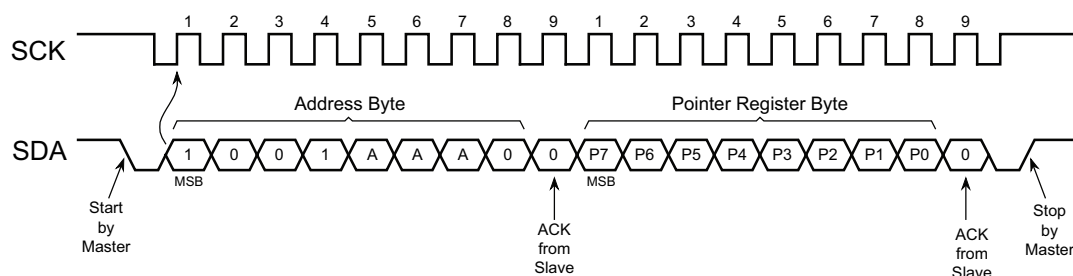 1 2 3 4 5 6 7 8 9 1 2 3 4 5 6 7 8 9
SCK
Address Byte
Pointer Register Byte
SDA
1 0 0 1 A A A 0 0 P7 P6 P5 P4 P3 P2 P1 P0 0
MSB
MSB
Start
by
Master
ACK
from
Slave
ACK
from
Slave
Stop
by
Master